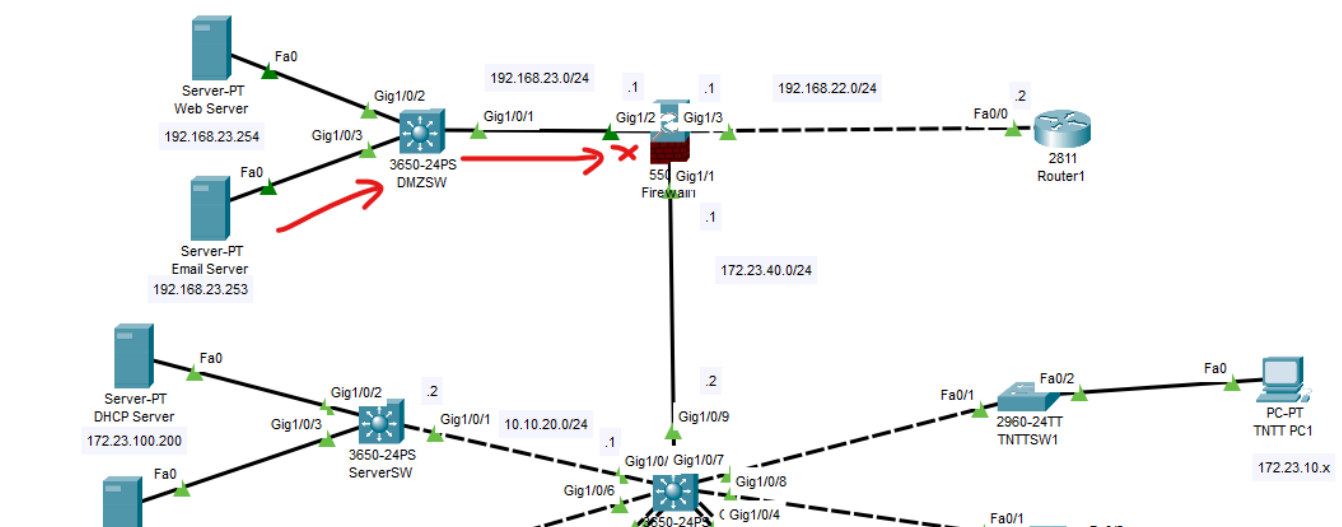 Fa0
Server-PT
Web Server
192.168.23.254
Gig1/0/2
Gig1/0/3
Fa0
Server-PT
Email Server
192.168.23.253
3650-24PS
DMZSW
Gig1/0/1
192.168.23.0/24
.1
Gig1/2
.1
Gig1/3
550
Firewall1
Gig1/1
.1
192.168.22.0/24
.2
Fa0/0
2811
Router1
172.23.40.0/24
.2
Gig1/0/9
Fa0
Server-PT
DHCP Server
172.23.100.200
Fa0
Gig1/0/2
Gig1/0/3
3650-24PS
ServerSW
.2
Gig1/0/1
10.10.20.0/24
.1
Gig1/0/
Gig1/0/7
Gig1/0/6
Gig1/0/8
Gig1/0/4
3650-24PS
Fa0/1
Fa0/2
2960-24TT
TNTTSW1
Fa0
PC-PT
TNTT PC1
172.23.10.x
Fa0/1